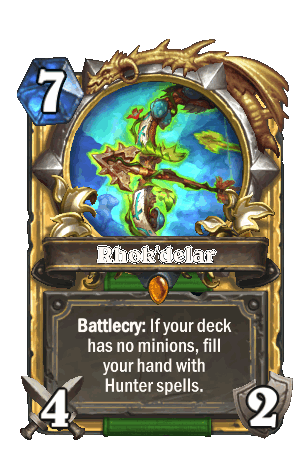 7
Rhok'delar
Battlecry: If your deck
has no minions, fill
your hand with
Hunter spells.
4
2